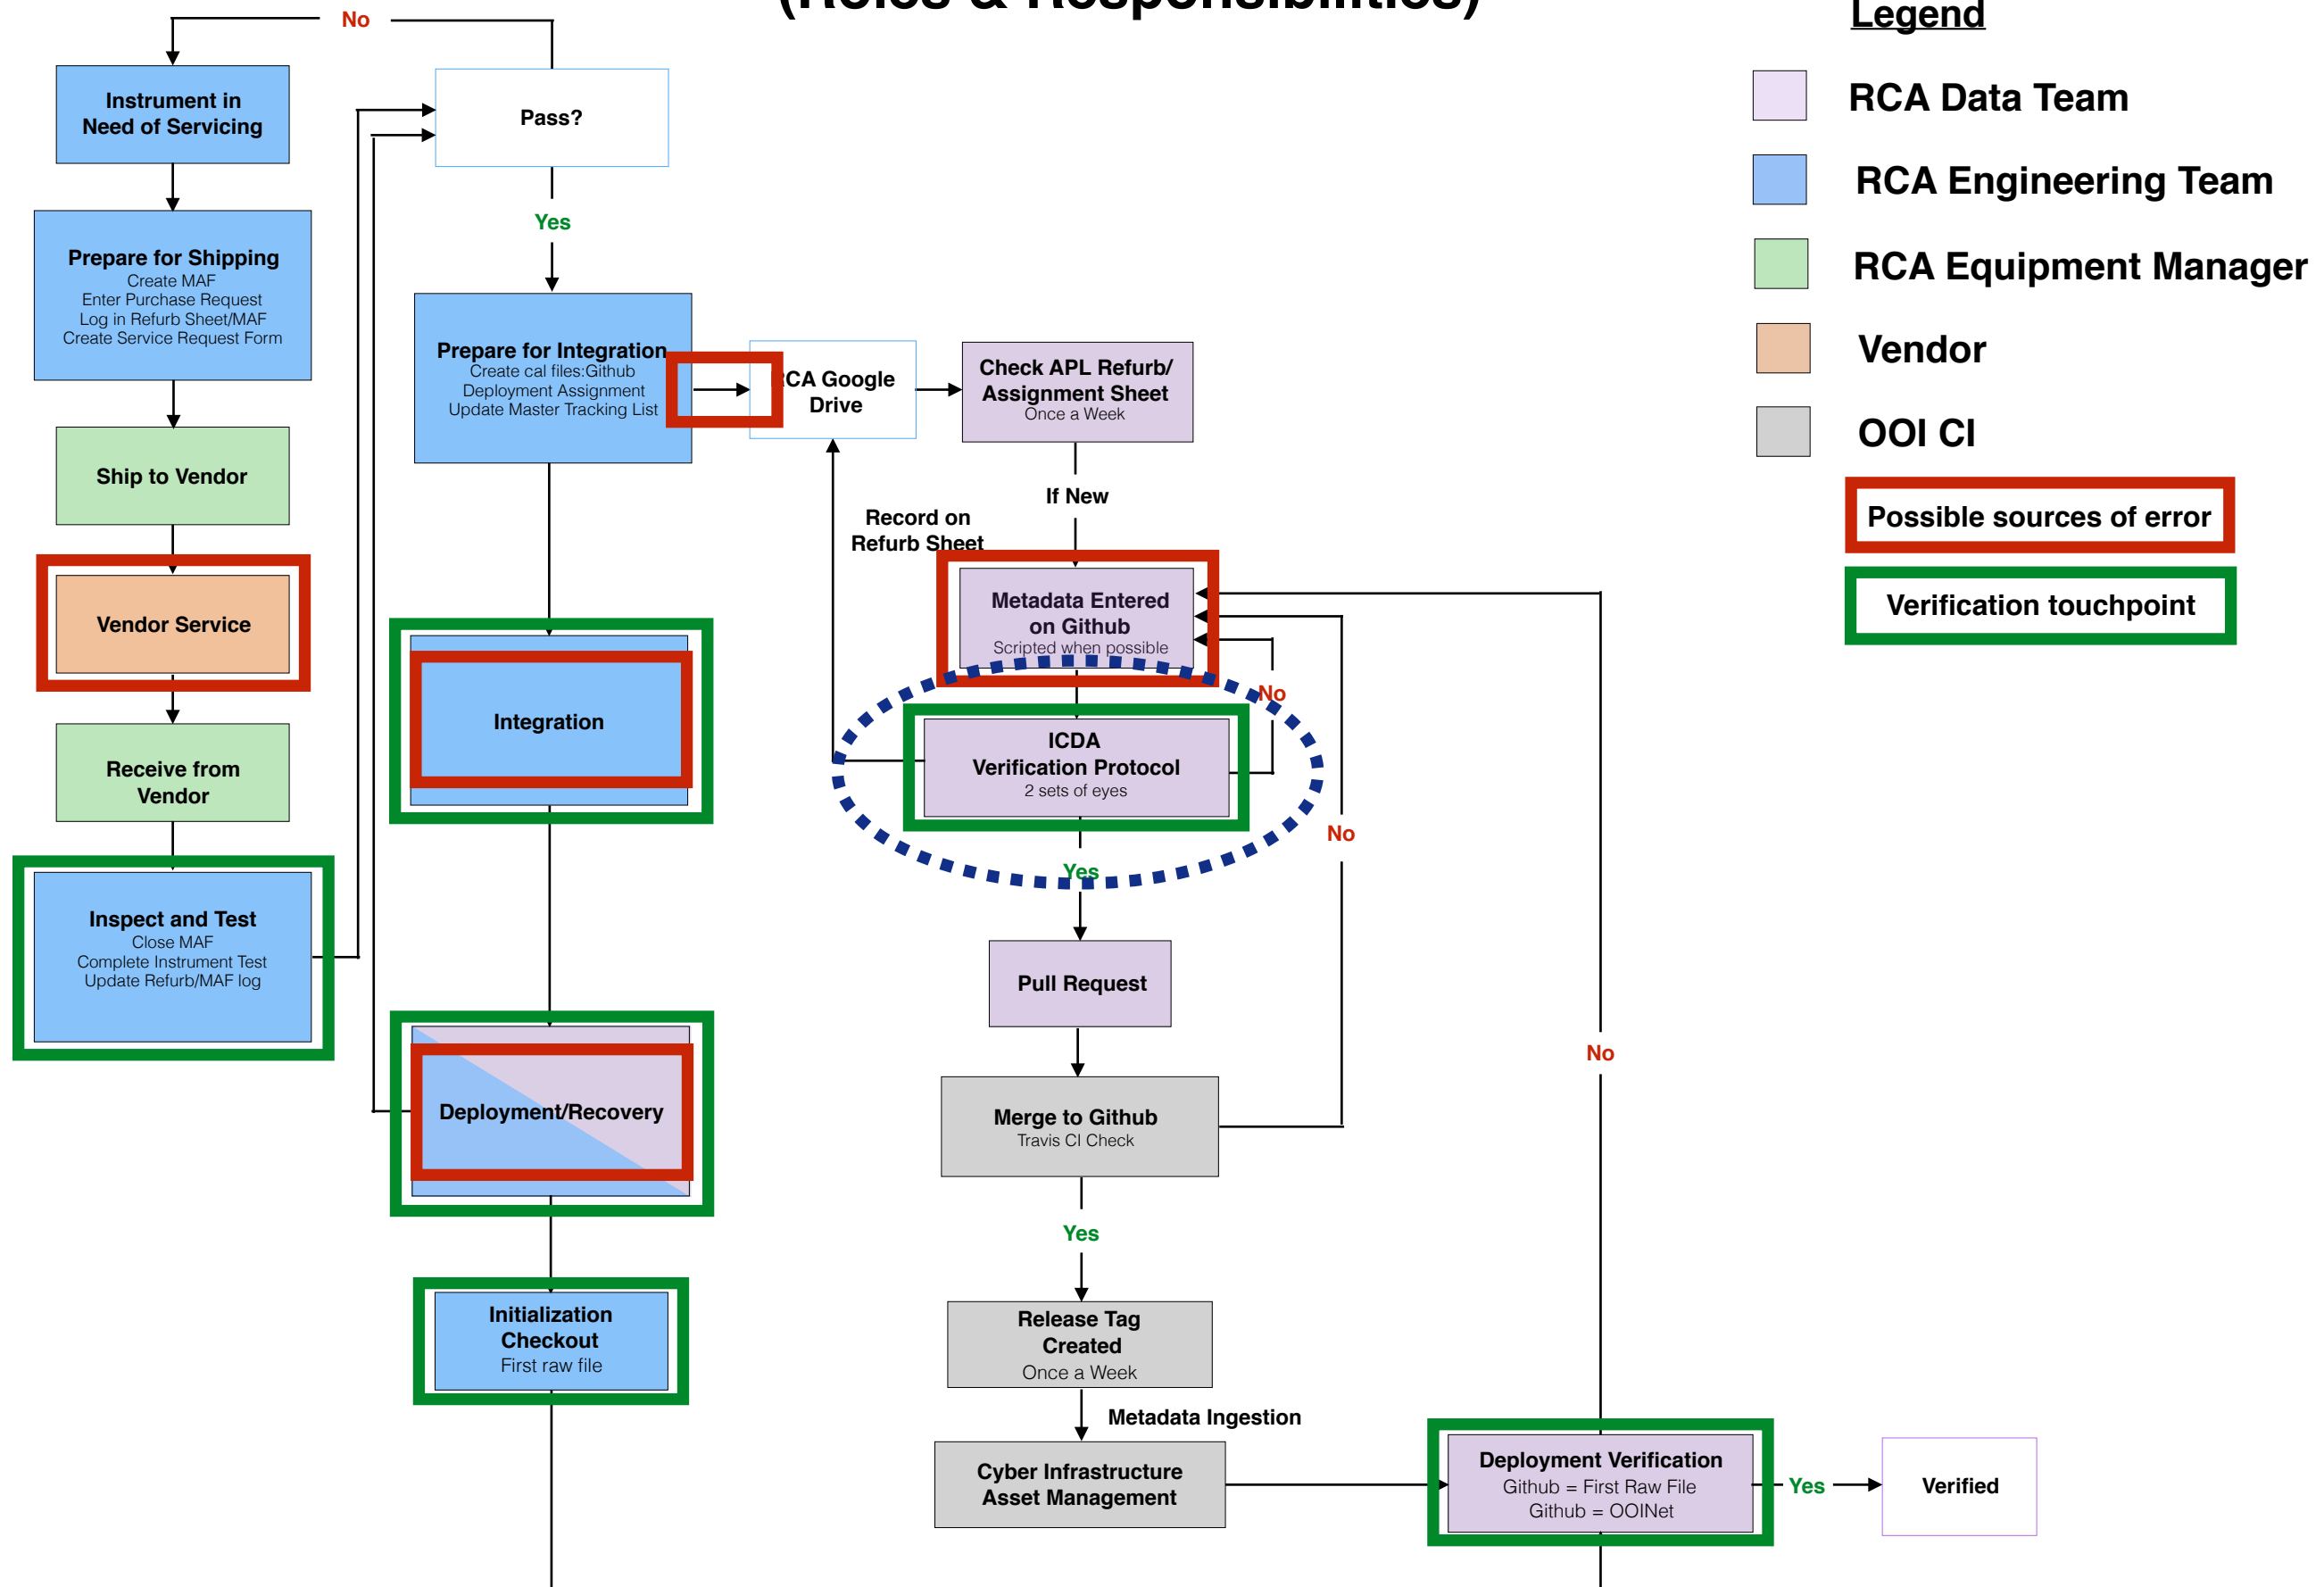 (Roles & Responsibilities)
No
Instrument in
Need of Servicing
Pass?
Yes
Prepare for Shipping
Create MAF
Enter Purchase Request
Log in Refurb Sheet/MAF
Create Service Request Form
Ship to Vendor
Vendor Service
Receive from
Vendor
Inspect and Test
Close MAF
Complete Instrument Test
Update Refurb/MAF log
Prepare for Integration
Create cal files:Github
Deployment Assignment
Update Master Tracking List
Integration
Deployment/Recovery
Initialization
Checkout
First raw file
RCA Google
Drive
Record on
Refurb Sheet
Check APL Refurb/
Assignment Sheet
Once a Week
If New
Metadata Entered
on Github
Scripted when possible
No
ICDA
Verification Protocol
2 sets of eyes
No
Yes
Pull Request
Merge to Github
Travis CI Check
Yes
No
Release Tag
Created
Once a Week
Metadata Ingestion
Cyber Infrastructure
Asset Management
Deployment Verification
Github = First Raw File
Github = OOINet
Yes
Verified
Legend
RCA Data Team
RCA Engineering Team
RCA Equipment Manager
Vendor
OOI CI
Possible sources of error
Verification touchpoint